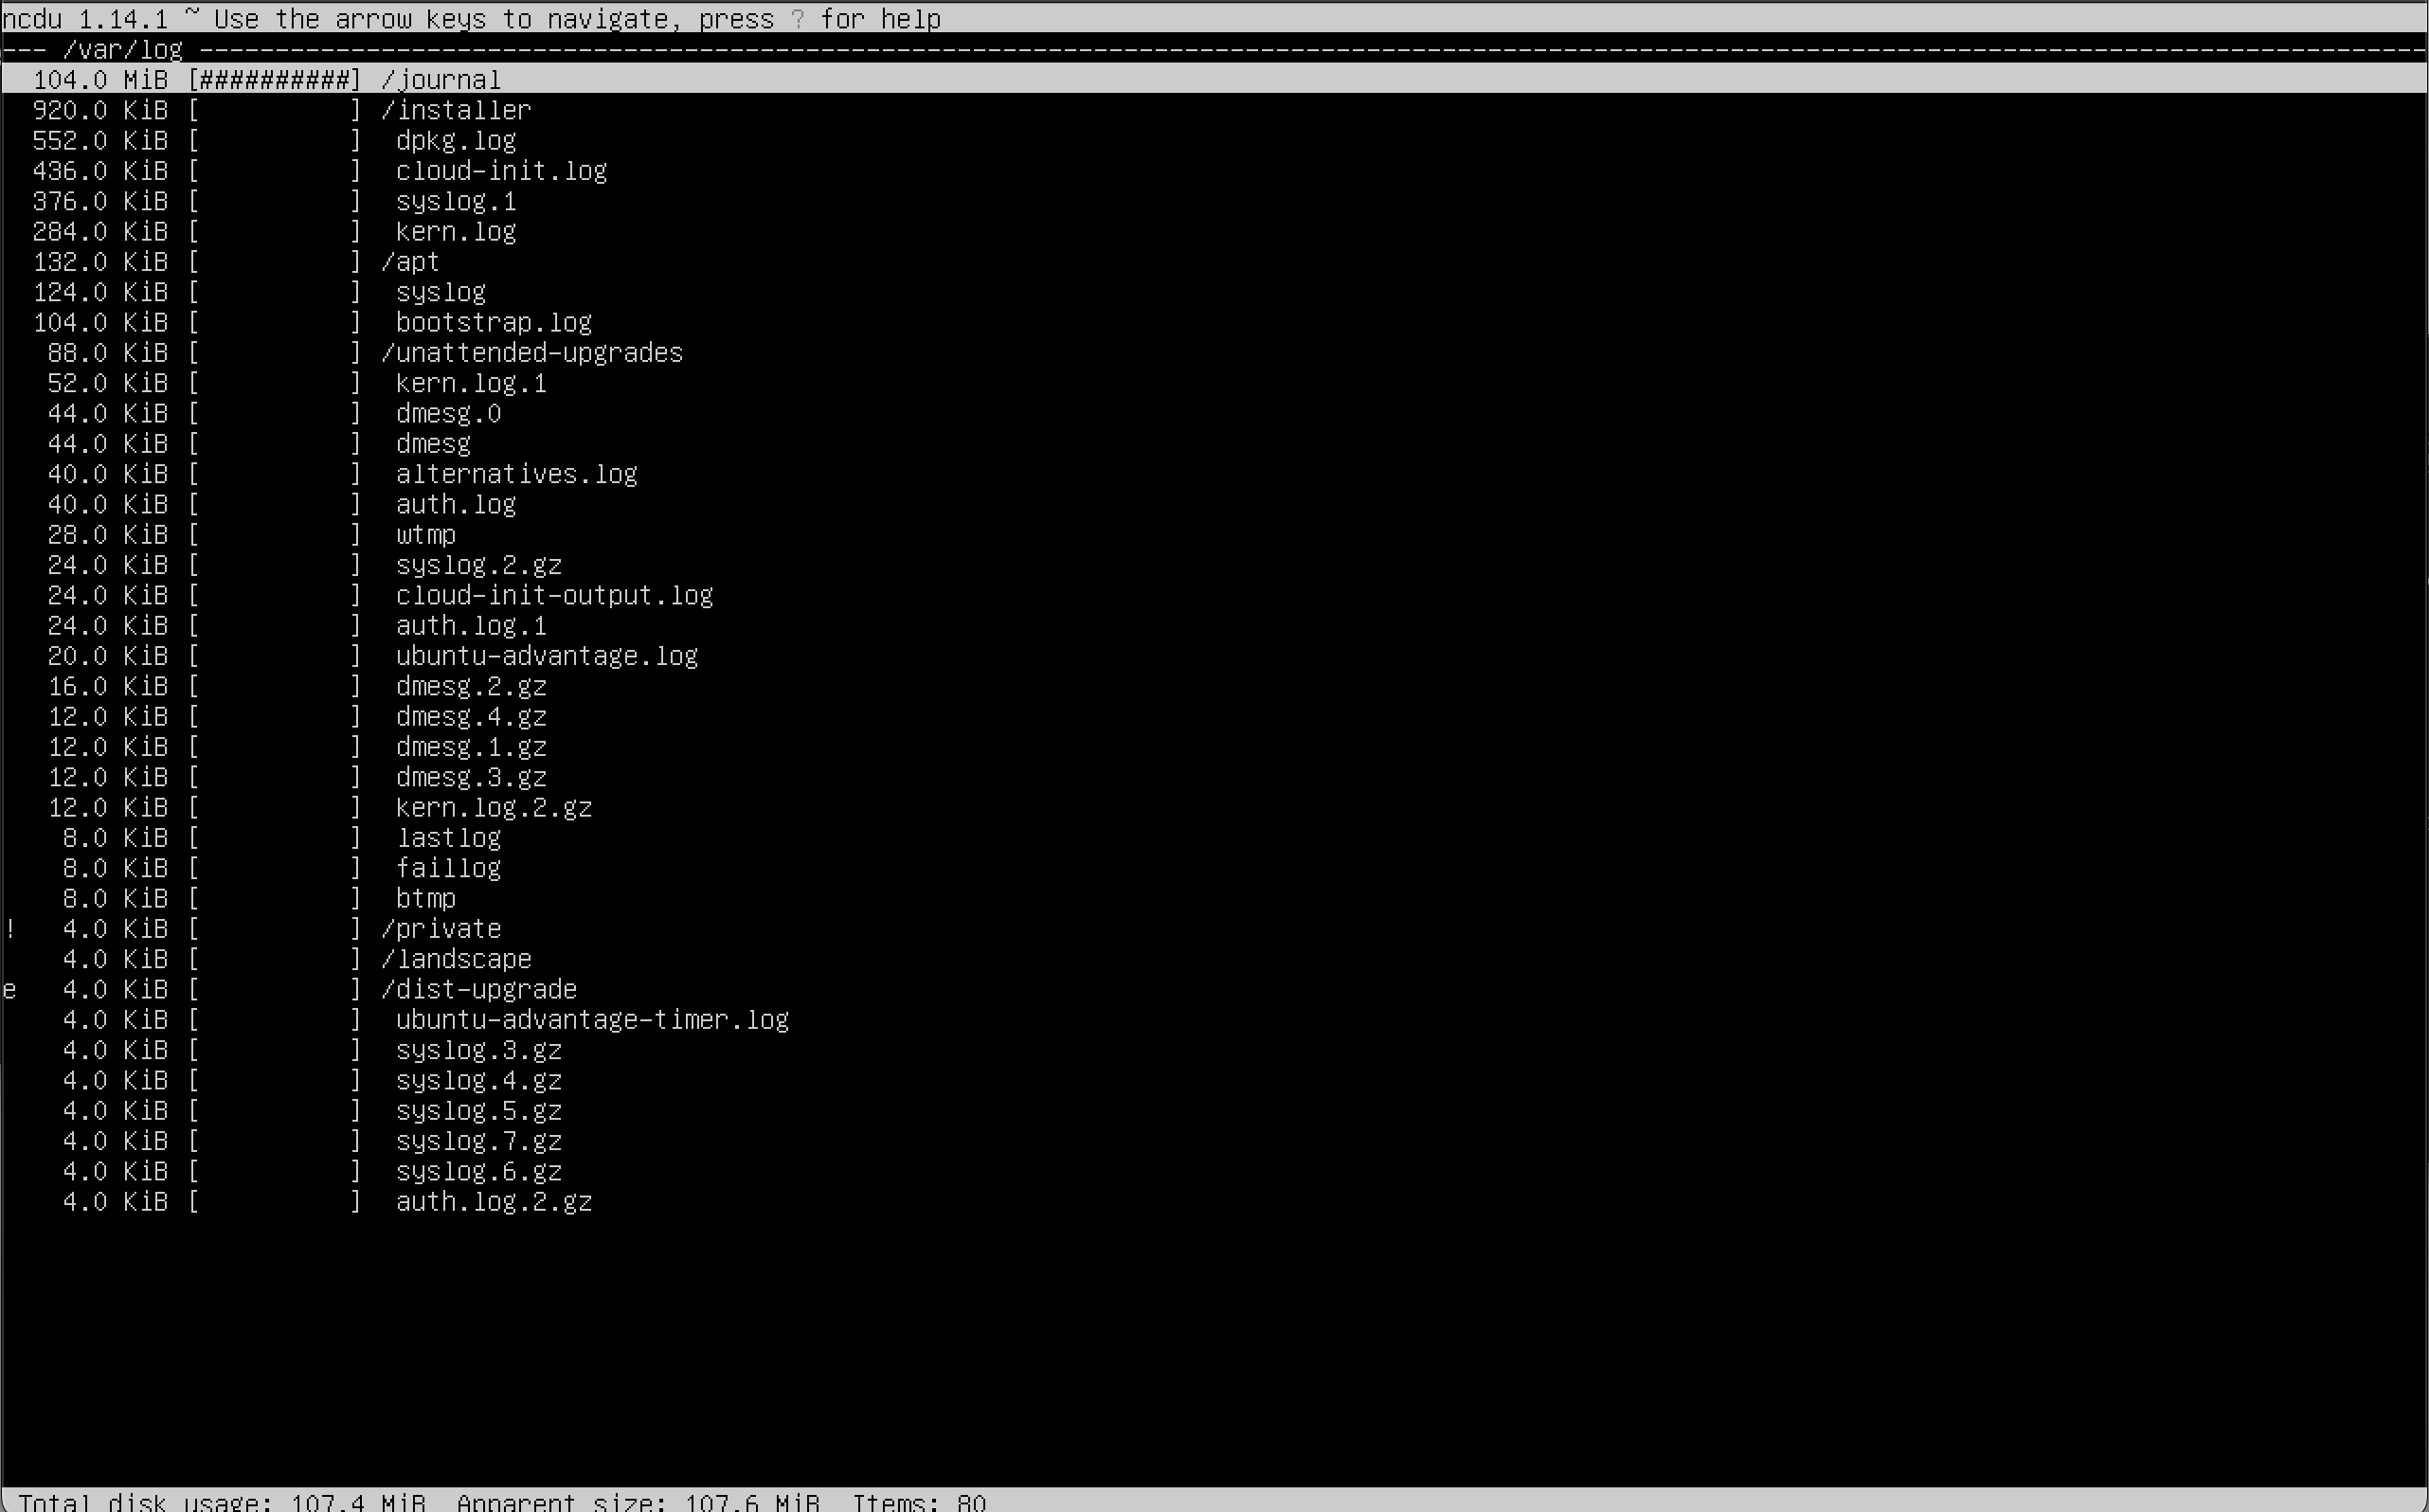 ncdu 1.14.1 ~ Use the arrow keys to navigate, press ? for help
--- /var/log ----------------------------------------------------------------------------------------------------------------------------------------------------
  104.0 MiB [##########] /journal
  920.0 KiB [          ] /installer
  552.0 KiB [          ]  dpkg.log
  436.0 KiB [          ]  cloud-init.log
  376.0 KiB [          ]  syslog.1
  284.0 KiB [          ]  kern.log
  132.0 KiB [          ] /apt
  124.0 KiB [          ]  syslog
  104.0 KiB [          ]  bootstrap.log
   88.0 KiB [          ] /unattended-upgrades
   52.0 KiB [          ]  kern.log.1
   44.0 KiB [          ]  dmesg.0
   44.0 KiB [          ]  dmesg
   40.0 KiB [          ]  alternatives.log
   40.0 KiB [          ]  auth.log
   28.0 KiB [          ]  wtmp
   24.0 KiB [          ]  syslog.2.gz
   24.0 KiB [          ]  cloud-init-output.log
   24.0 KiB [          ]  auth.log.1
   20.0 KiB [          ]  ubuntu-advantage.log
   16.0 KiB [          ]  dmesg.2.gz
   12.0 KiB [          ]  dmesg.4.gz
   12.0 KiB [          ]  dmesg.1.gz
   12.0 KiB [          ]  dmesg.3.gz
   12.0 KiB [          ]  kern.log.2.gz
    8.0 KiB [          ]  lastlog
    8.0 KiB [          ]  faillog
    8.0 KiB [          ]  btmp
!   4.0 KiB [          ] /private
    4.0 KiB [          ] /landscape
e   4.0 KiB [          ] /dist-upgrade
    4.0 KiB [          ]  ubuntu-advantage-timer.log
    4.0 KiB [          ]  syslog.3.gz
    4.0 KiB [          ]  syslog.4.gz
    4.0 KiB [          ]  syslog.5.gz
    4.0 KiB [          ]  syslog.7.gz
    4.0 KiB [          ]  syslog.6.gz
    4.0 KiB [          ]  auth.log.2.gz
 Total disk usage: 107.4 MiB  Apparent size: 107.6 MiB  Items: 80